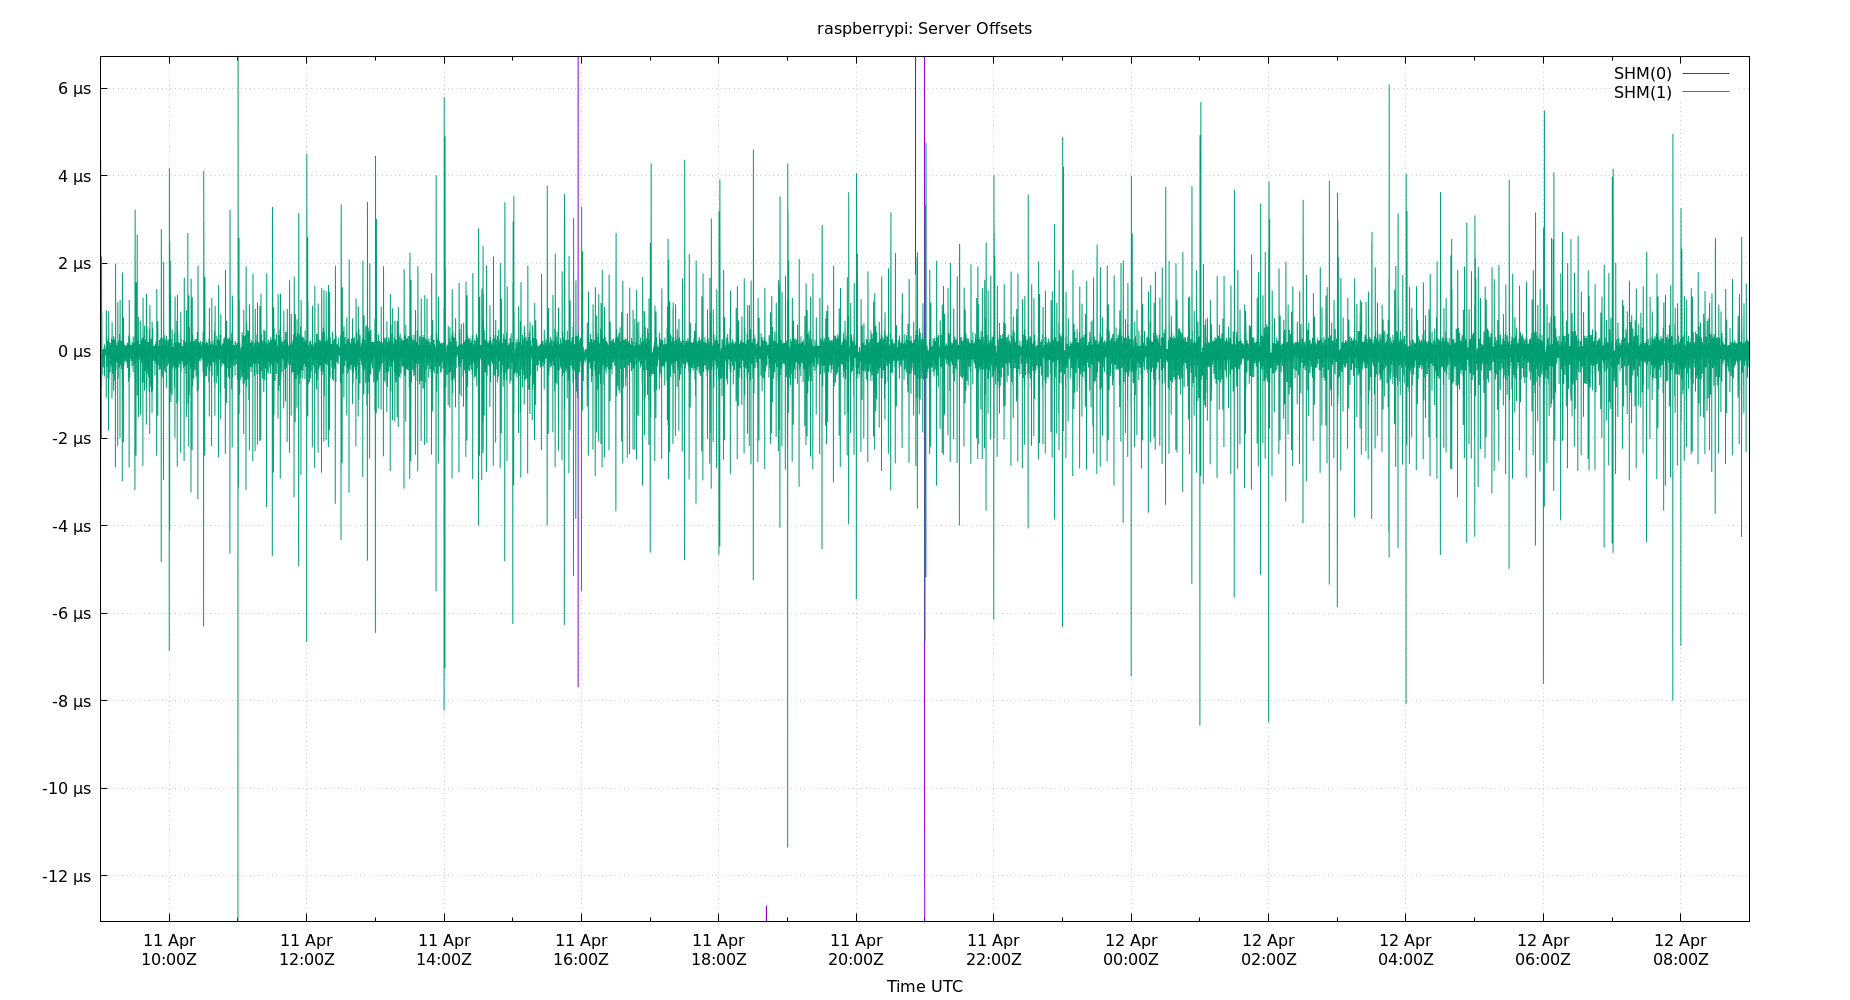 raspberrypi: Server Offsets
SHM(0)
SHM(1)
6 µs
4 µs
2 µs
0 µs
-2 µs
-4 µs
-6 µs
-8 µs
-10 µs
-12 µs
11 Apr 11 Apr 11 Apr 11 Apr 11 Apr 11 Apr 11 Apr 12 Apr 12 Apr 12 Apr 12 Apr 12 Apr
10:00Z 12:00Z 14:00Z 16:00Z 18:00Z 20:00Z 22:00Z 00:00Z 02:00Z 04:00Z 06:00Z 08:00Z
Time UTC